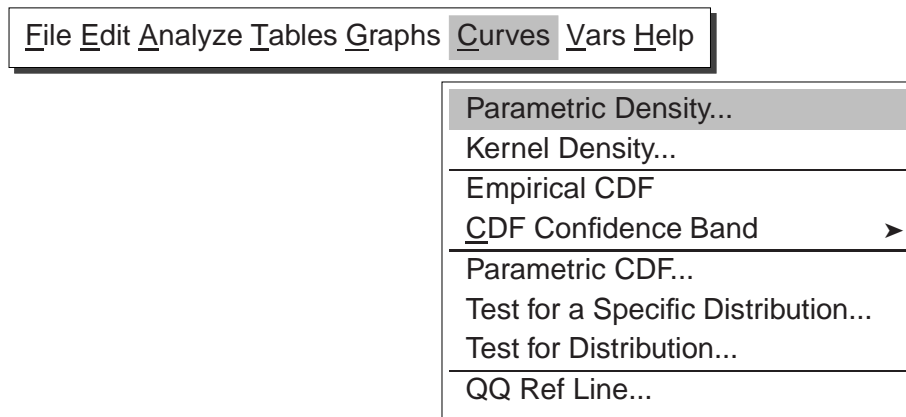 File Edit Analyze Tables Graphs Curves Vars Help
Parametric Density...
Kernel Density...
Empirical CDF
CDF Confidence Band ➤
Parametric CDF...
Test for a Specific Distribution...
Test for Distribution...
QQ Ref Line...